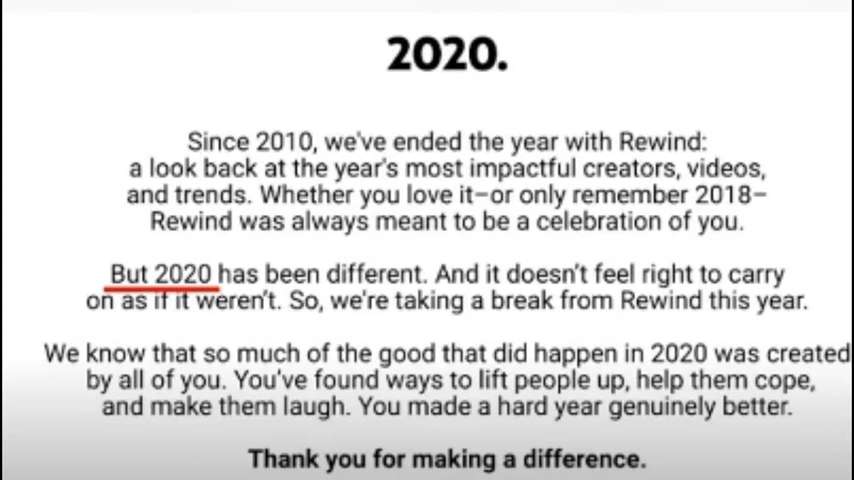 2020.
Since 2010, we've ended the year with Rewind:
a look back at the year's most impactful creators, videos,
and trends. Whether you love it–or only remember 2018–
Rewind was always meant to be a celebration of you.
But 2020 has been different. And it doesn't feel right to carry
on as if it weren't. So, we're taking a break from Rewind this year.
We know that so much of the good that did happen in 2020 was created
by all of you. You've found ways to lift people up, help them cope,
and make them laugh. You made a hard year genuinely better.
Thank you for making a difference.